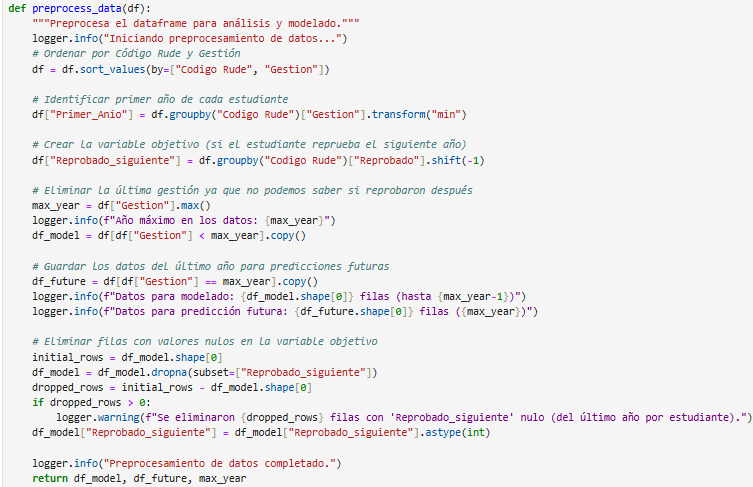 def preprocess_data(df):
    """Preprocesa el dataframe para análisis y modelado."""
    logger.info("Iniciando preprocesamiento de datos...")
    # Ordenar por Código Rude y Gestión
    df = df.sort_values(by=["Codigo Rude", "Gestion"])

    # Identificar primer año de cada estudiante
    df["Primer_Anio"] = df.groupby("Codigo Rude")["Gestion"].transform("min")

    # Crear la variable objetivo (si el estudiante reprueba el siguiente año)
    df["Reprobado_siguiente"] = df.groupby("Codigo Rude")["Reprobado"].shift(-1)

    # Eliminar la última gestión ya que no podemos saber si reprobaron después
    max_year = df["Gestion"].max()
    logger.info(f"Año máximo en los datos: {max_year}")
    df_model = df[df["Gestion"] < max_year].copy()

    # Guardar los datos del último año para predicciones futuras
    df_future = df[df["Gestion"] == max_year].copy()
    logger.info(f"Datos para modelado: {df_model.shape[0]} filas (hasta {max_year-1})")
    logger.info(f"Datos para predicción futura: {df_future.shape[0]} filas ({max_year})")

    # Eliminar filas con valores nulos en la variable objetivo
    initial_rows = df_model.shape[0]
    df_model = df_model.dropna(subset=["Reprobado_siguiente"])
    dropped_rows = initial_rows - df_model.shape[0]
    if dropped_rows > 0:
        logger.warning(f"Se eliminaron {dropped_rows} filas con 'Reprobado_siguiente' nulo (del último año por estudiante).")
    df_model["Reprobado_siguiente"] = df_model["Reprobado_siguiente"].astype(int)

    logger.info("Preprocesamiento de datos completado.")
    return df_model, df_future, max_year